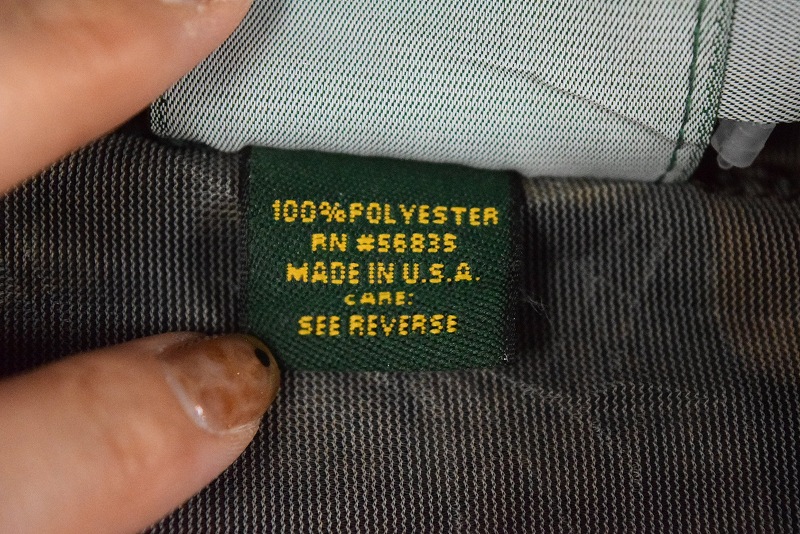 100%POLYESTER
RN #56835
MADE IN U.S.A.
CARE:
SEE REVERSE